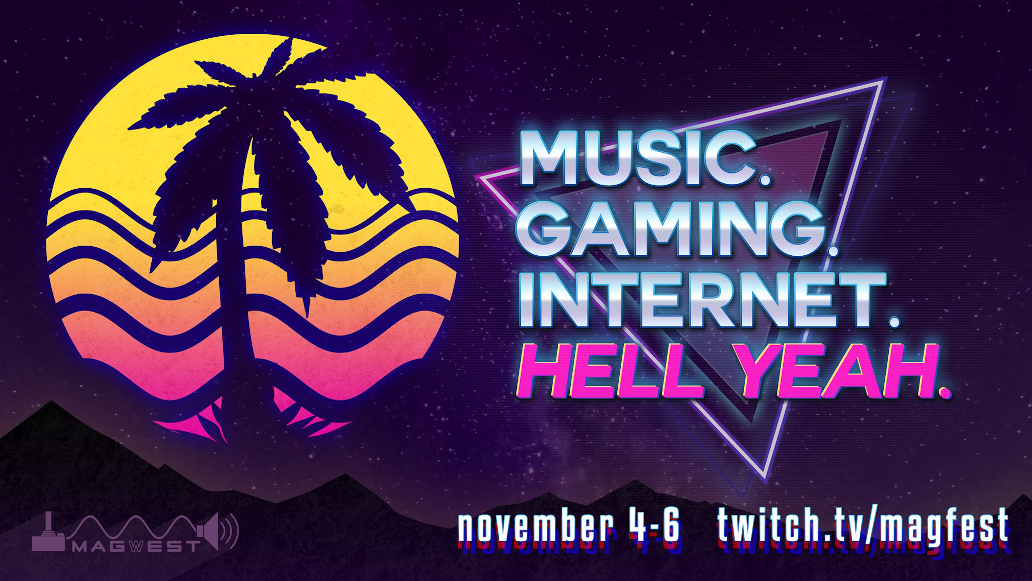 MUSIC.
GAMING.
INTERNET.
HELL YEAH.
november 4-6 twitch.tv/magfest
MAGWEST